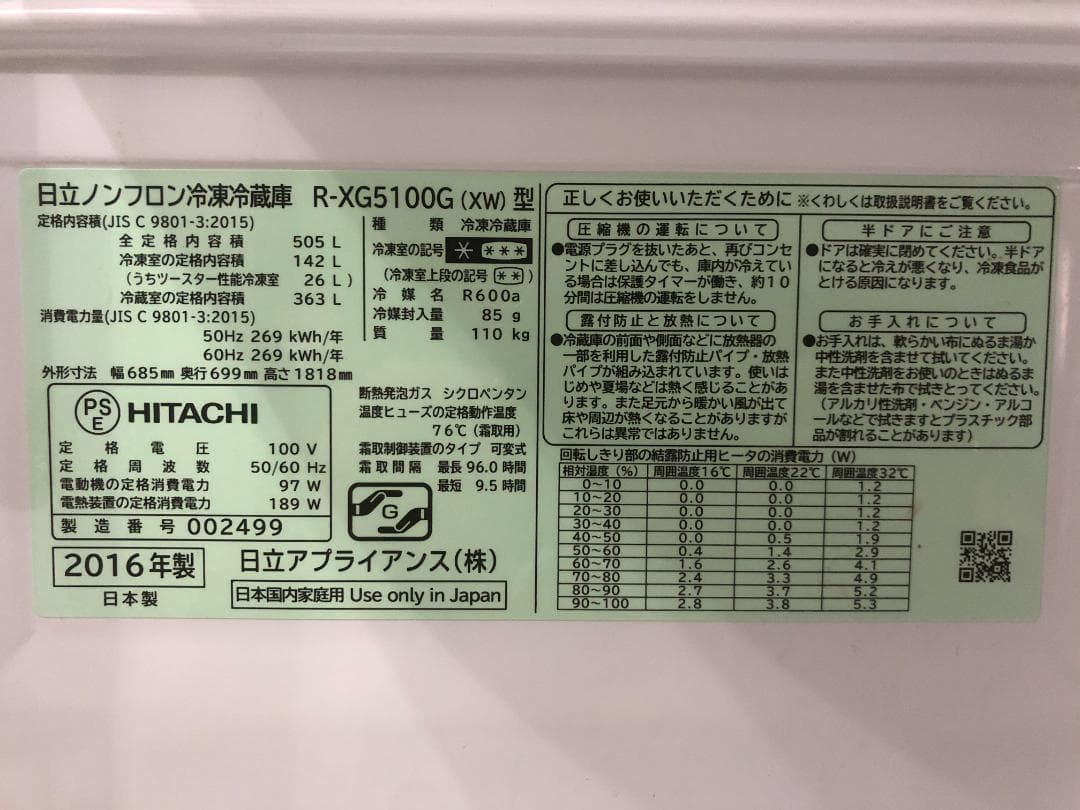 日立ノンフロン冷凍冷蔵庫 R-XG5100G (XW) 型
定格内容積(JIS C 9801-3:2015)
全定格内容積 505 L
冷凍室の定格内容積 142 L
(うちツースター性能冷凍室 26 L)
冷蔵室の定格内容積 363 L
消費電力量(JIS C 9801-3:2015)
50Hz 269 kWh/年
60Hz 269 kWh/年
外形寸法 幅685mm 奥行699mm 高さ1818mm
種類 冷凍冷蔵庫
冷凍室の記号 * ***
(冷凍室上段の記号 **)
冷媒名 R600a
冷媒封入量 85 g
質量 110 kg
PSE HITACHI
定格電圧 100 V
定格周波数 50/60 Hz
電動機の定格消費電力 97 W
電熱装置の定格消費電力 189 W
製造番号 002499
断熱発泡ガス シクロペンタン
温度ヒューズの定格動作温度
76℃(霜取用)
霜取制御装置のタイプ 可変式
霜取間隔 最長 96.0 時間
最短 9.5 時間
G
2016年製
日本製
日立アプライアンス(株)
日本国内家庭用 Use only in Japan
正しくお使いいただくために ※くわしくは取扱説明書をご覧ください。
圧縮機の運転について
●電源プラグを抜いたあと、再びコンセ
ントに差し込んでも、庫内が冷えてい
る場合は保護タイマーが働き、約10
分間は圧縮機の運転をしません。
露付防止と放熱について
●冷蔵庫の前面や側面などに放熱器の
一部を利用した露付防止パイプ・放熱
パイプが組み込まれています。使いは
じめや夏場などは熱く感じることがあ
ります。また足元から暖かい風が出て
床や周辺が熱くなることがありますが
これらは異常ではありません。
半ドアにご注意
●ドアは確実に閉めてください。半ドア
になると冷えが悪くなり、冷凍食品が
とける原因になります。
お手入れについて
●お手入れは、軟らかい布にぬるま湯か
中性洗剤を含ませて拭いてください。
また中性洗剤をお使いのときはぬるま
湯を含ませた布で拭きとってください。
(アルカリ性洗剤・ベンジン・アルコ
ールなどで拭きますとプラスチック部
品が割れることがあります)
回転しきり部の結露防止用ヒータの消費電力(W)
相対湿度(%) 周囲温度16℃ 周囲温度22℃ 周囲温度32℃
0~10 0.0 0.0 1.2
10~20 0.0 0.0 1.2
20~30 0.0 0.0 1.2
30~40 0.0 0.0 1.2
40~50 0.0 0.5 1.9
50~60 0.4 1.4 2.9
60~70 1.6 2.6 4.1
70~80 2.4 3.3 4.9
80~90 2.7 3.7 5.2
90~100 2.8 3.8 5.3